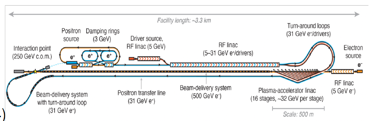 Facility length: ~3.3 km
Positron
source
Damping rings
(3 GeV)
Driver source,
RF linac (5 GeV)
RF linac
(5–31 GeV e⁻/drivers)
Turn-around loops
(31 GeV e⁻/drivers)
Electron
source
Interaction point
(250 GeV c.o.m.)
e⁺
e⁻
e⁻
Beam-delivery system
with turn-around loop
(31 GeV e⁺)
Positron transfer line
(31 GeV e⁺)
Beam-delivery system
(500 GeV e⁻)
Plasma-accelerator linac
(16 stages, ~32 GeV per stage)
RF linac
(5 GeV e⁻)
Scale: 500 m